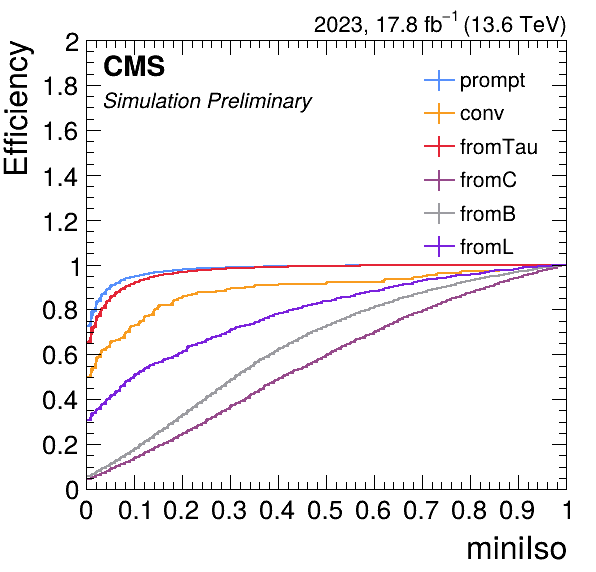 2023, 17.8 fb⁻¹ (13.6 TeV)
CMS
Simulation Preliminary
prompt
conv
fromTau
fromC
fromB
fromL
Efficiency
2
1.8
1.6
1.4
1.2
1
0.8
0.6
0.4
0.2
0
0 0.1 0.2 0.3 0.4 0.5 0.6 0.7 0.8 0.9 1
miniIso